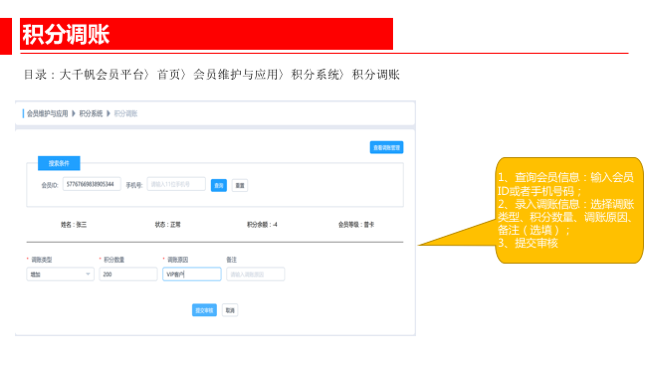 积分调账
目录：大千帆会员平台〉首页〉会员维护与应用〉积分系统〉积分调账
会员维护与应用 》 积分系统 》 积分调账
查看调账管理
搜索条件
会员ID: 57767669838905344 手机号: 请输入11位手机号 查询 重置
姓名：张三 状态：正常 积分余额：-4 会员等级：普卡
* 调账类型 * 积分数量 * 调账原因 备注
增加 200 VIP客户 请输入调账原因
提交审核 取消
1、查询会员信息：输入会员
ID或者手机号码；
2、录入调账信息：选择调账
类型、积分数量、调账原因、
备注（选填）；
3、提交审核